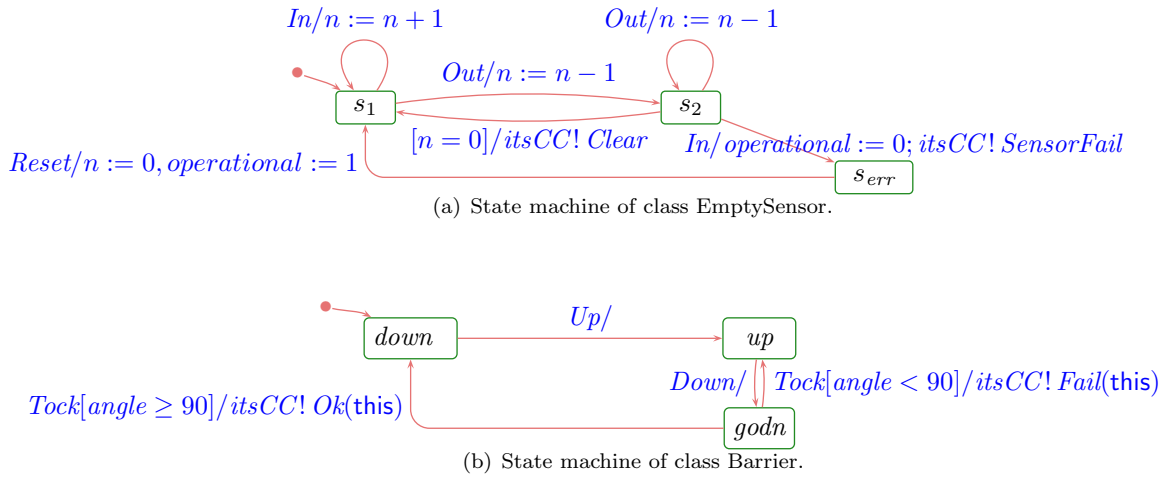 In/n := n + 1
Out/n := n − 1
Out/n := n − 1
s₁
s₂
[n = 0]/itsCC! Clear
In/operational := 0; itsCC! SensorFail
Reset/n := 0, operational := 1
s_err
(a) State machine of class EmptySensor.
Up/
down
up
Down/
Tock[angle < 90]/itsCC! Fail(this)
Tock[angle ≥ 90]/itsCC! Ok(this)
godn
(b) State machine of class Barrier.